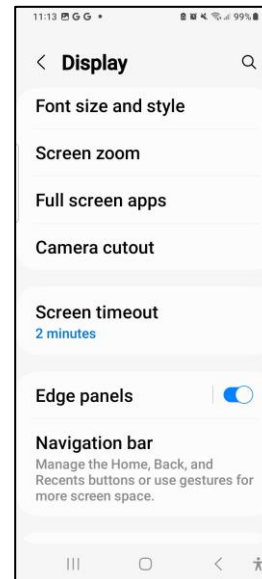 11:13 G G • 99%
Display
Font size and style
Screen zoom
Full screen apps
Camera cutout
Screen timeout
2 minutes
Edge panels
Navigation bar
Manage the Home, Back, and
Recents buttons or use gestures for
more screen space.